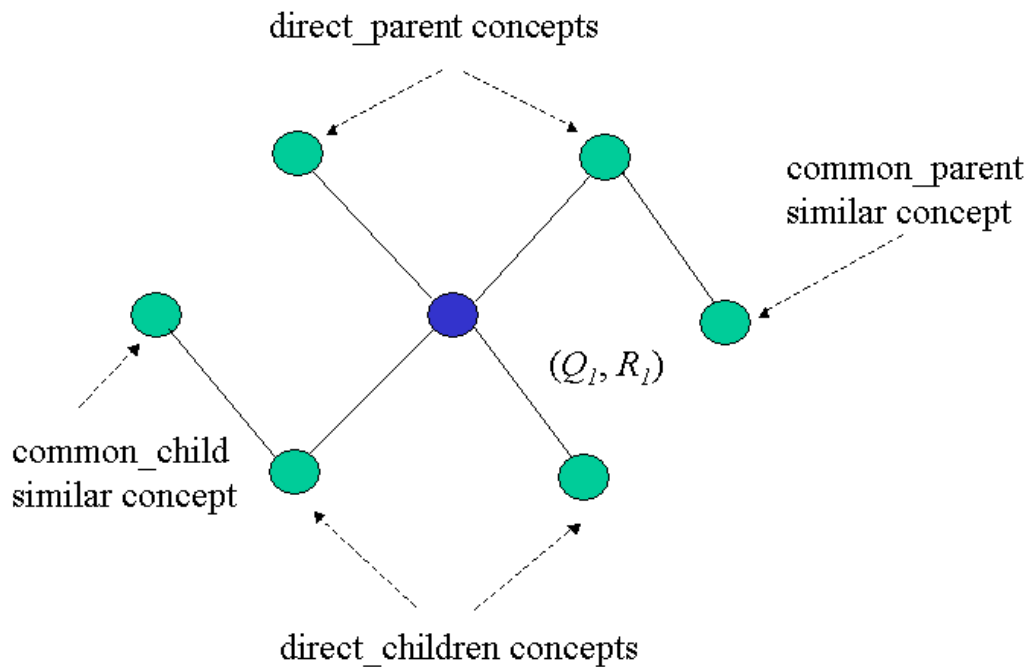 direct_parent concepts
common_parent
similar concept
(Q₁, R₁)
common_child
similar concept
direct_children concepts